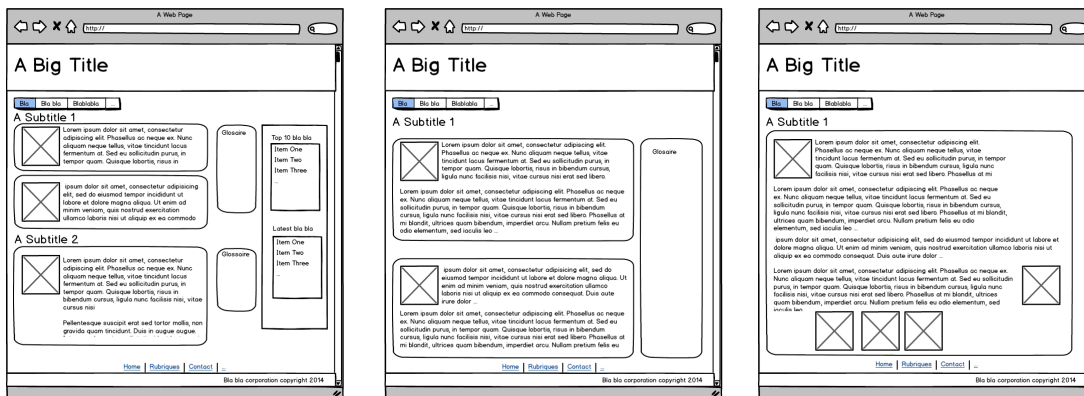 A Web Page
http://
A Big Title
Bla Bla bla Blablabla ...
A Subtitle 1
Lorem ipsum dolor sit amet, consectetur
adipiscing elit. Phasellus ac neque ex. Nunc
aliquam neque tellus, vitae tincidunt lacus
fermentum at. Sed eu sollicitudin purus, in
tempor quam. Quisque lobortis, risus in
ipsum dolor sit amet, consectetur adipisicing
elit, sed do eiusmod tempor incididunt ut
labore et dolore magna aliqua. Ut enim ad
minim veniam, quis nostrud exercitation
ullamco laboris nisi ut aliquip ex ea commodo
Glosaire
Top 10 bla bla
Item One
Item Two
Item Three
...
A Subtitle 2
Lorem ipsum dolor sit amet, consectetur
adipiscing elit. Phasellus ac neque ex. Nunc
aliquam neque tellus, vitae tincidunt lacus
fermentum at. Sed eu sollicitudin purus, in
tempor quam. Quisque lobortis, risus in
bibendum cursus, ligula nunc facilisis nisi, vitae
cursus nisi
Pellentesque suscipit erat sed tortor mollis, non
gravida quam tincidunt. Duis in augue augue.
Glossaire
Latest bla bla
Item One
Item Two
Item Three
...
Home | Rubriques | Contact | ...
Bla bla corporation copyright 2014
A Web Page
http://
A Big Title
Bla Bla bla Blablabla ...
A Subtitle 1
Lorem ipsum dolor sit amet, consectetur
adipiscing elit. Phasellus ac neque ex. Nunc
aliquam neque tellus, vitae tincidunt lacus
fermentum at. Sed eu sollicitudin purus, in
tempor quam. Quisque lobortis, risus in bibendum cursus,
ligula nunc facilisis nisi, vitae cursus nisi erat sed libero.
Lorem ipsum dolor sit amet, consectetur adipiscing elit. Phasellus ac neque
ex. Nunc aliquam neque tellus, vitae tincidunt lacus fermentum at. Sed eu
sollicitudin purus, in tempor quam. Quisque lobortis, risus in bibendum
cursus, ligula nunc facilisis nisi, vitae cursus nisi erat sed libero. Phasellus at
mi blandit, ultrices quam bibendum, imperdiet arcu. Nullam pretium felis eu
odio elementum, sed iaculis leo ...
Glosaire
ipsum dolor sit amet, consectetur adipisicing elit, sed do
eiusmod tempor incididunt ut labore et dolore magna aliqua. Ut
enim ad minim veniam, quis nostrud exercitation ullamco
laboris nisi ut aliquip ex ea commodo consequat. Duis aute
irure dolor ...
Lorem ipsum dolor sit amet, consectetur adipiscing elit. Phasellus ac neque
ex. Nunc aliquam neque tellus, vitae tincidunt lacus fermentum at. Sed eu
sollicitudin purus, in tempor quam. Quisque lobortis, risus in bibendum
cursus, ligula nunc facilisis nisi, vitae cursus nisi erat sed libero. Phasellus at
mi blandit, ultrices quam bibendum, imperdiet arcu. Nullam pretium felis eu
Home | Rubriques | Contact | ...
Bla bla corporation copyright 2014
A Web Page
http://
A Big Title
Bla Bla bla Blablabla ...
A Subtitle 1
Lorem ipsum dolor sit amet, consectetur adipiscing elit.
Phasellus ac neque ex. Nunc aliquam neque tellus, vitae
tincidunt lacus fermentum at. Sed eu sollicitudin purus, in tempor
quam. Quisque lobortis, risus in bibendum cursus, ligula nunc
facilisis nisi, vitae cursus nisi erat sed libero. Phasellus at mi
Lorem ipsum dolor sit amet, consectetur adipiscing elit. Phasellus ac neque
ex. Nunc aliquam neque tellus, vitae tincidunt lacus fermentum at. Sed eu
sollicitudin purus, in tempor quam. Quisque lobortis, risus in bibendum
cursus, ligula nunc facilisis nisi, vitae cursus nisi erat sed libero. Phasellus at mi blandit,
ultrices quam bibendum, imperdiet arcu. Nullam pretium felis eu odio
elementum, sed iaculis leo ...
ipsum dolor sit amet, consectetur adipisicing elit, sed do eiusmod tempor incididunt ut labore et
dolore magna aliqua. Ut enim ad minim veniam, quis nostrud exercitation ullamco laboris nisi ut
aliquip ex ea commodo consequat. Duis aute irure dolor ...
Lorem ipsum dolor sit amet, consectetur adipiscing elit. Phasellus ac neque ex.
Nunc aliquam neque tellus, vitae tincidunt lacus fermentum at. Sed eu sollicitudin
purus, in tempor quam. Quisque lobortis, risus in bibendum cursus, ligula nunc
facilisis nisi, vitae cursus nisi erat sed libero. Phasellus at mi blandit, ultrices
quam bibendum, imperdiet arcu. Nullam pretium felis eu odio elementum, sed
iaculis leo
Home | Rubriques | Contact | ...
Bla bla corporation copyright 2014